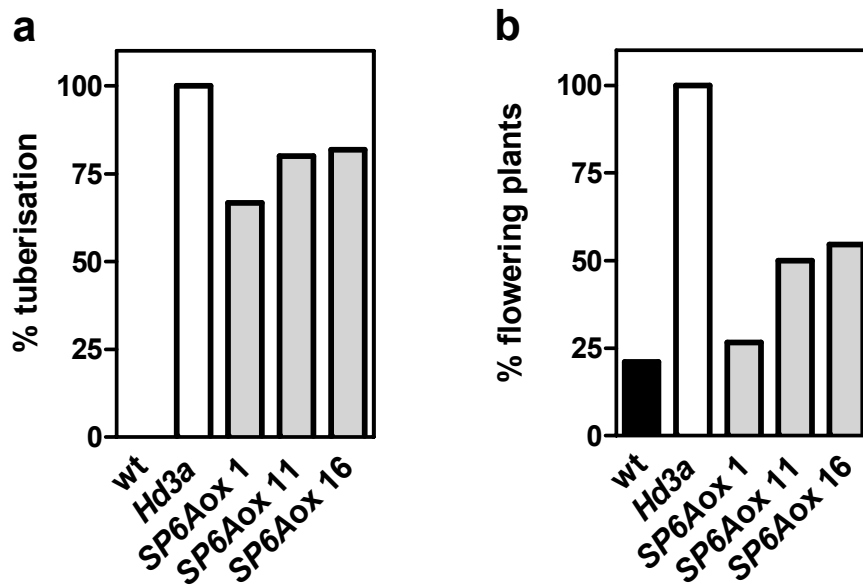 a
% tuberisation
100
75
50
25
0
wt
Hd3a
SP6Aox 1
SP6Aox 11
SP6Aox 16
b
% flowering plants
100
75
50
25
0
wt
Hd3a
SP6Aox 1
SP6Aox 11
SP6Aox 16